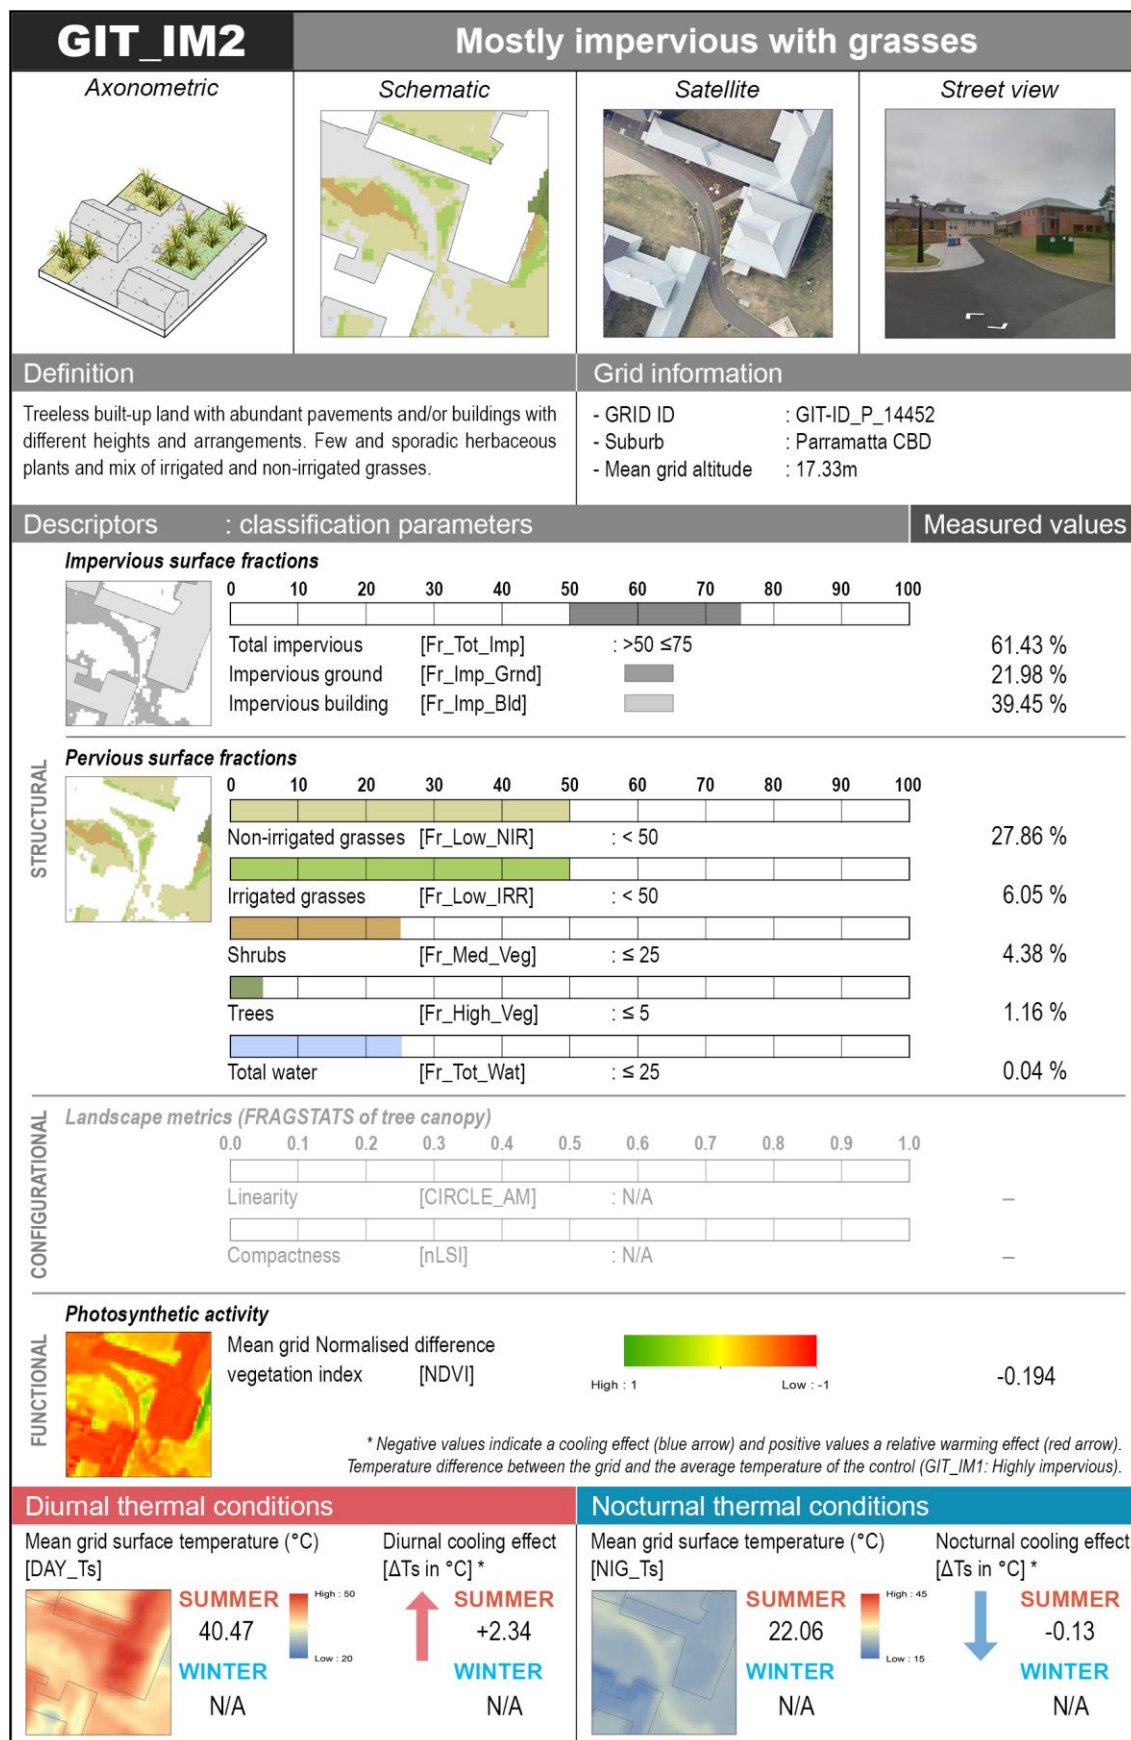 GIT_IM2
Mostly impervious with grasses
Axonometric
Schematic
Satellite
Street view
Definition
Treeless built-up land with abundant pavements and/or buildings with
different heights and arrangements. Few and sporadic herbaceous
plants and mix of irrigated and non-irrigated grasses.
Grid information
- GRID ID : GIT-ID_P_14452
- Suburb : Parramatta CBD
- Mean grid altitude : 17.33m
Descriptors : classification parameters
Measured values
STRUCTURAL
Impervious surface fractions
0 10 20 30 40 50 60 70 80 90 100
Total impervious [Fr_Tot_Imp] : >50 ≤75 61.43 %
Impervious ground [Fr_Imp_Grnd] 21.98 %
Impervious building [Fr_Imp_Bld] 39.45 %
Pervious surface fractions
0 10 20 30 40 50 60 70 80 90 100
Non-irrigated grasses [Fr_Low_NIR] : < 50 27.86 %
Irrigated grasses [Fr_Low_IRR] : < 50 6.05 %
Shrubs [Fr_Med_Veg] : ≤ 25 4.38 %
Trees [Fr_High_Veg] : ≤ 5 1.16 %
Total water [Fr_Tot_Wat] : ≤ 25 0.04 %
CONFIGURATIONAL
Landscape metrics (FRAGSTATS of tree canopy)
0.0 0.1 0.2 0.3 0.4 0.5 0.6 0.7 0.8 0.9 1.0
Linearity [CIRCLE_AM] : N/A –
Compactness [nLSI] : N/A –
FUNCTIONAL
Photosynthetic activity
Mean grid Normalised difference
vegetation index [NDVI] -0.194
High : 1 Low : -1
* Negative values indicate a cooling effect (blue arrow) and positive values a relative warming effect (red arrow).
Temperature difference between the grid and the average temperature of the control (GIT_IM1: Highly impervious).
Diurnal thermal conditions
Mean grid surface temperature (°C)
[DAY_Ts]
SUMMER
40.47
WINTER
N/A
High : 50
Low : 20
Diurnal cooling effect
[ΔTs in °C] *
SUMMER
+2.34
WINTER
N/A
Nocturnal thermal conditions
Mean grid surface temperature (°C)
[NIG_Ts]
SUMMER
22.06
WINTER
N/A
High : 45
Low : 15
Nocturnal cooling effect
[ΔTs in °C] *
SUMMER
-0.13
WINTER
N/A